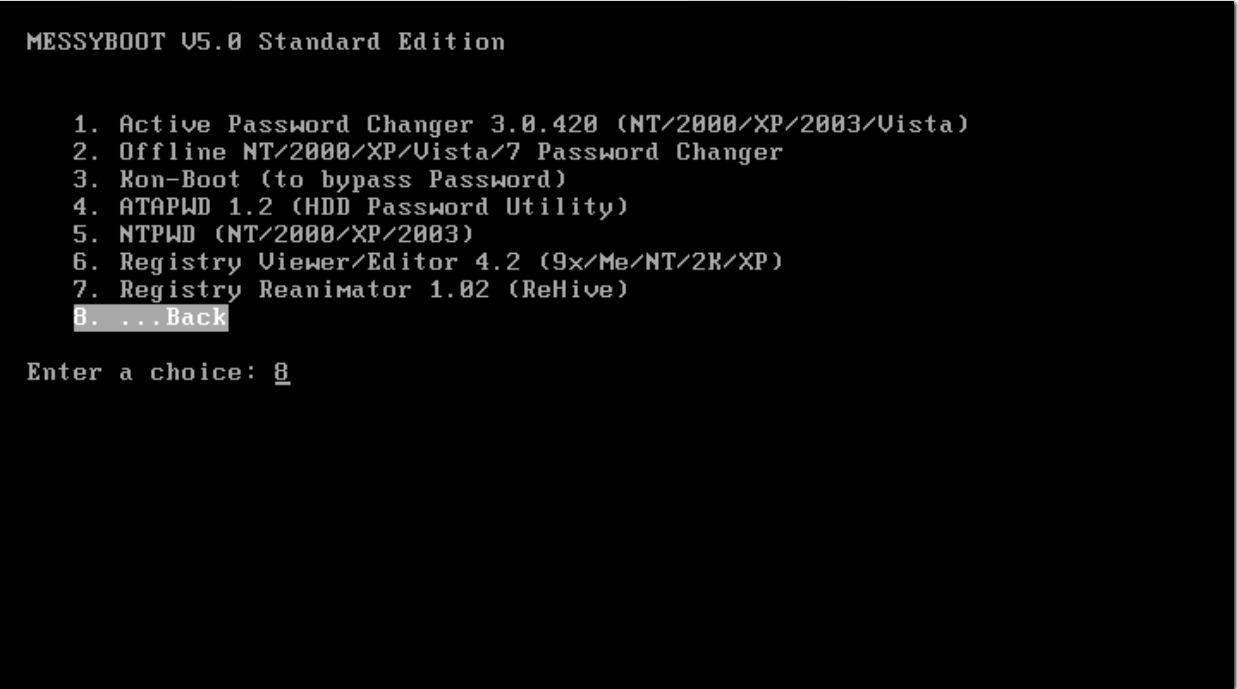 MESSYBOOT V5.0 Standard Edition
1. Active Password Changer 3.0.420 (NT/2000/XP/2003/Vista)
2. Offline NT/2000/XP/Vista/7 Password Changer
3. Kon-Boot (to bypass Password)
4. ATAPWD 1.2 (HDD Password Utility)
5. NTPWD (NT/2000/XP/2003)
6. Registry Viewer/Editor 4.2 (9x/Me/NT/2K/XP)
7. Registry Reanimator 1.02 (ReHive)
8. ...Back
Enter a choice: 8